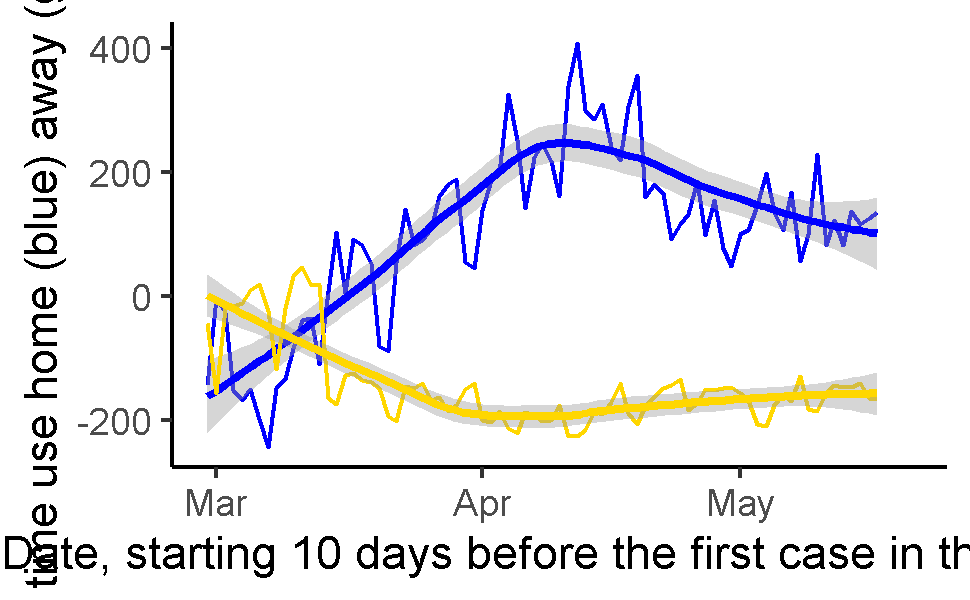 time use home (blue) away (
400
200
0
-200
Mar Apr May
Date, starting 10 days before the first case in th